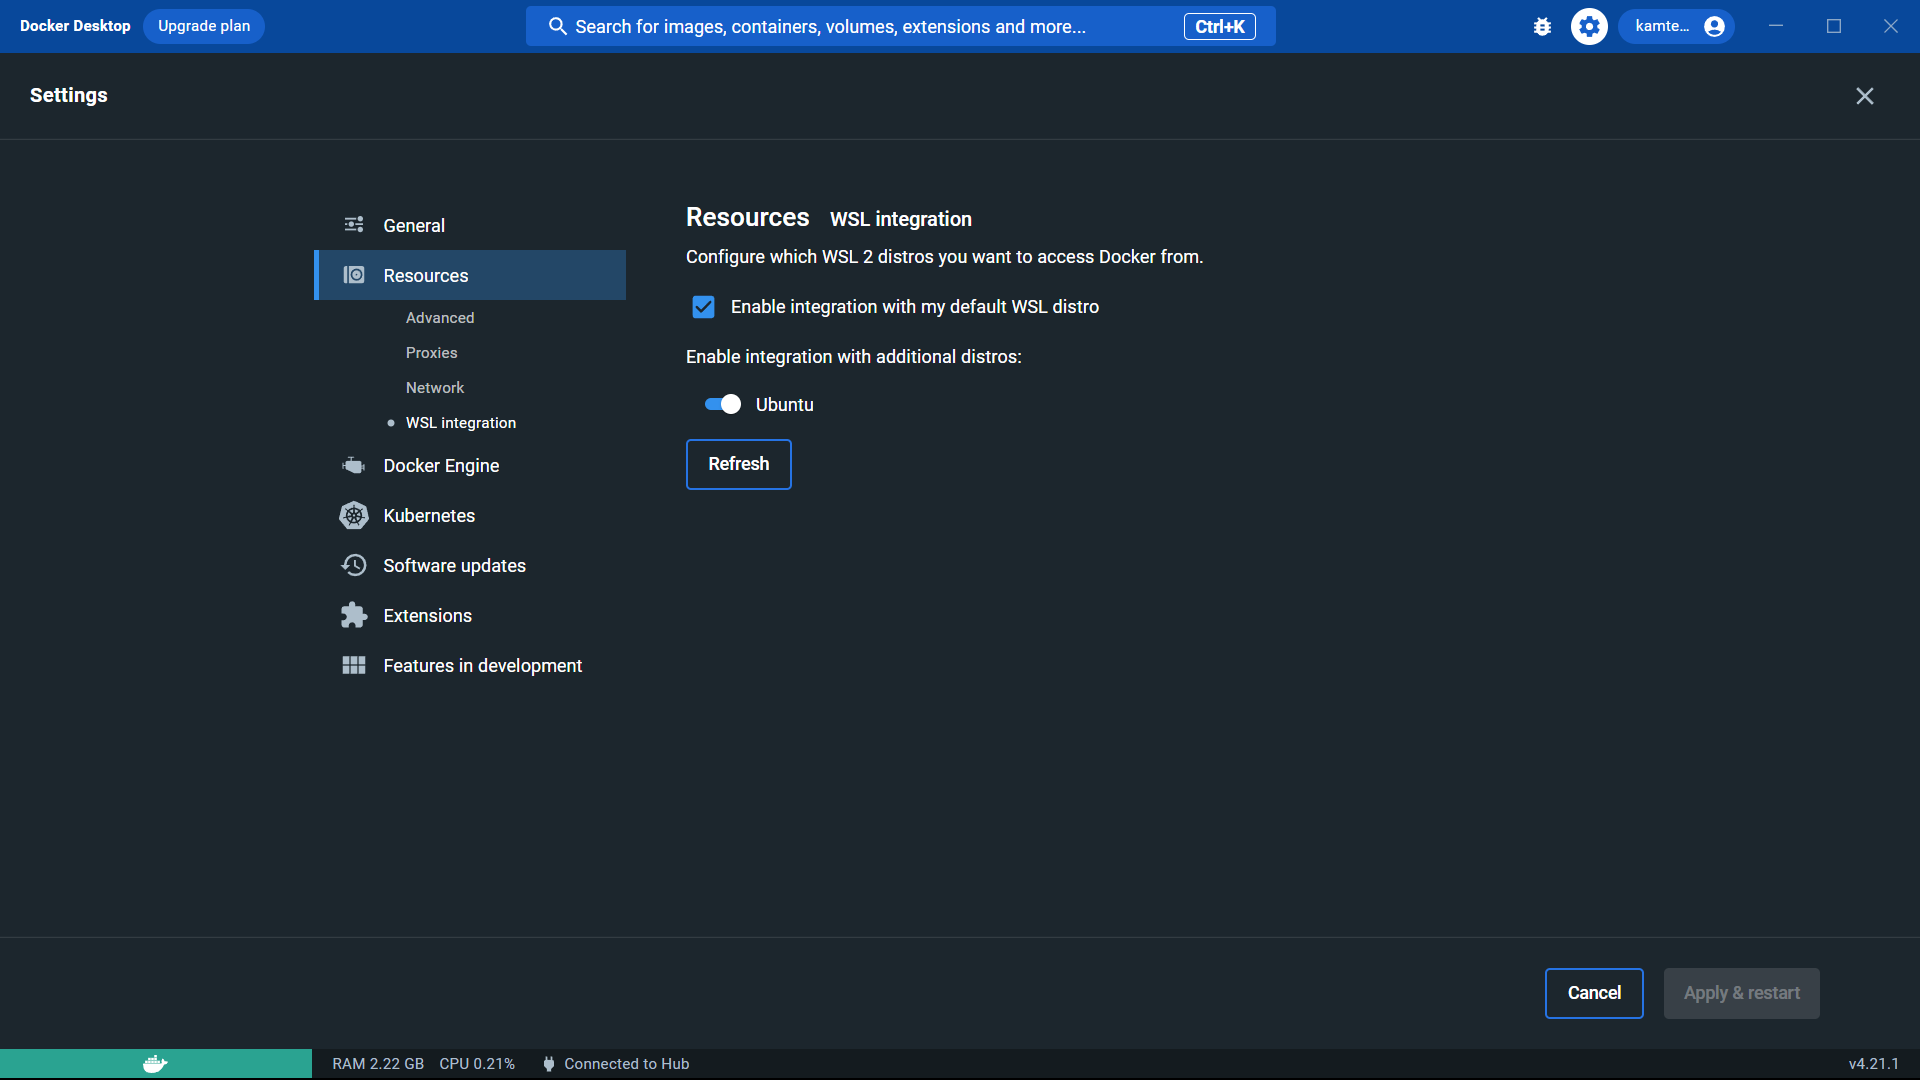 Docker Desktop Upgrade plan Search for images, containers, volumes, extensions and more... Ctrl+K kamte...
Settings
General
Resources
Advanced
Proxies
Network
WSL integration
Docker Engine
Kubernetes
Software updates
Extensions
Features in development
Resources WSL integration
Configure which WSL 2 distros you want to access Docker from.
Enable integration with my default WSL distro
Enable integration with additional distros:
Ubuntu
Refresh
Cancel Apply & restart
RAM 2.22 GB CPU 0.21% Connected to Hub v4.21.1